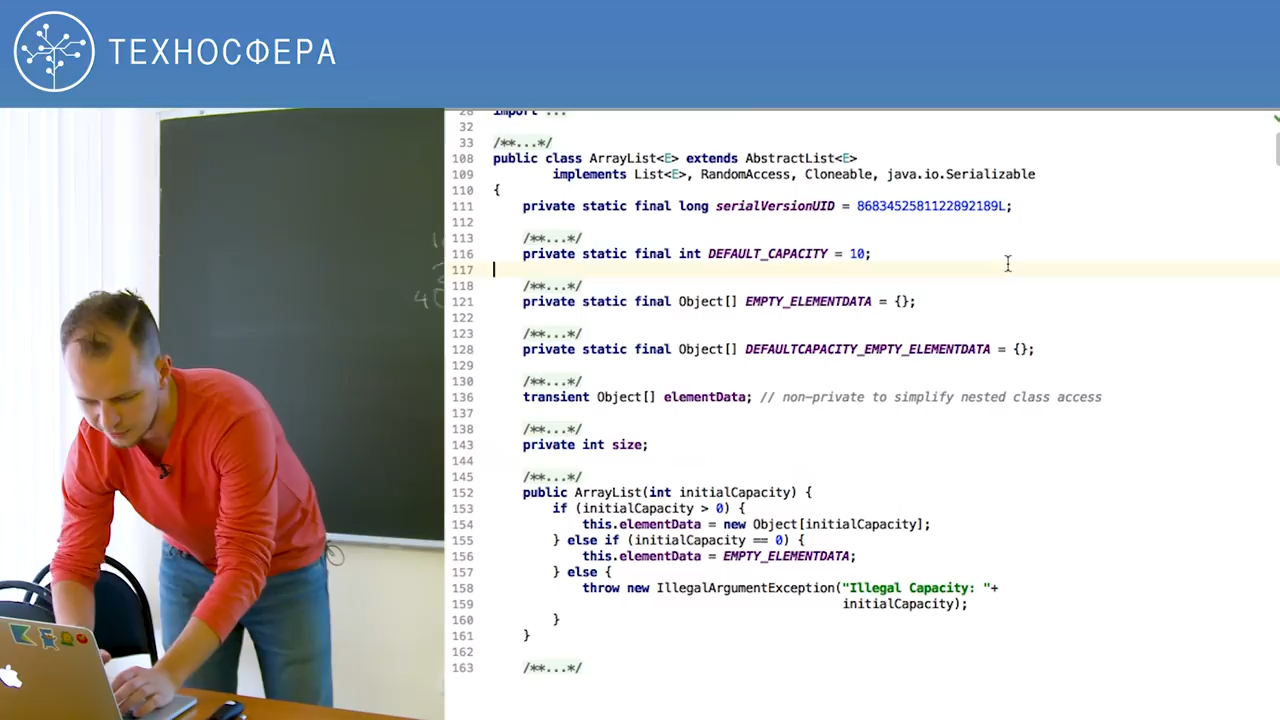 ТЕХНОСФЕРА
28 import ...
32
33 /**...*/
108 public class ArrayList<E> extends AbstractList<E>
109 implements List<E>, RandomAccess, Cloneable, java.io.Serializable
110 {
111 private static final long serialVersionUID = 8683452581122892189L;
112
113 /**...*/
116 private static final int DEFAULT_CAPACITY = 10;
117
118 /**...*/
121 private static final Object[] EMPTY_ELEMENTDATA = {};
122
123 /**...*/
128 private static final Object[] DEFAULTCAPACITY_EMPTY_ELEMENTDATA = {};
129
130 /**...*/
136 transient Object[] elementData; // non-private to simplify nested class access
137
138 /**...*/
143 private int size;
144
145 /**...*/
152 public ArrayList(int initialCapacity) {
153 if (initialCapacity > 0) {
154 this.elementData = new Object[initialCapacity];
155 } else if (initialCapacity == 0) {
156 this.elementData = EMPTY_ELEMENTDATA;
157 } else {
158 throw new IllegalArgumentException("Illegal Capacity: "+
159 initialCapacity);
160 }
161 }
162
163 /**...*/